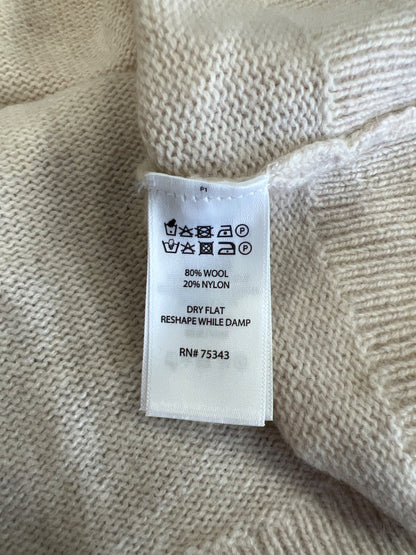 P1
80% WOOL
20% NYLON
DRY FLAT
RESHAPE WHILE DAMP
RN# 75343